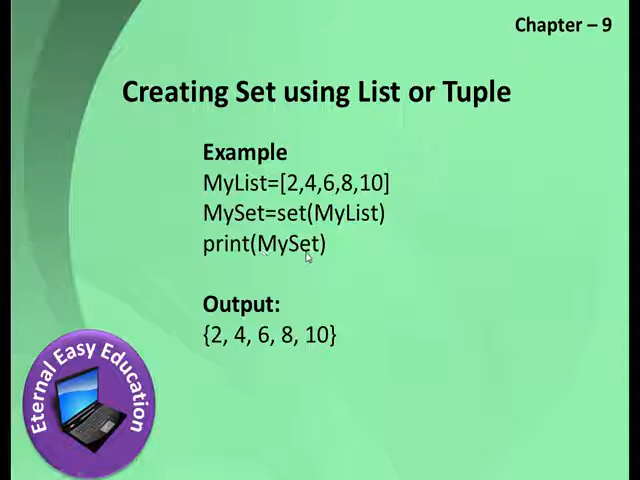 Chapter – 9
Creating Set using List or Tuple
Example
MyList=[2,4,6,8,10]
MySet=set(MyList)
print(MySet)
Output:
{2, 4, 6, 8, 10}
Eternal Easy Education